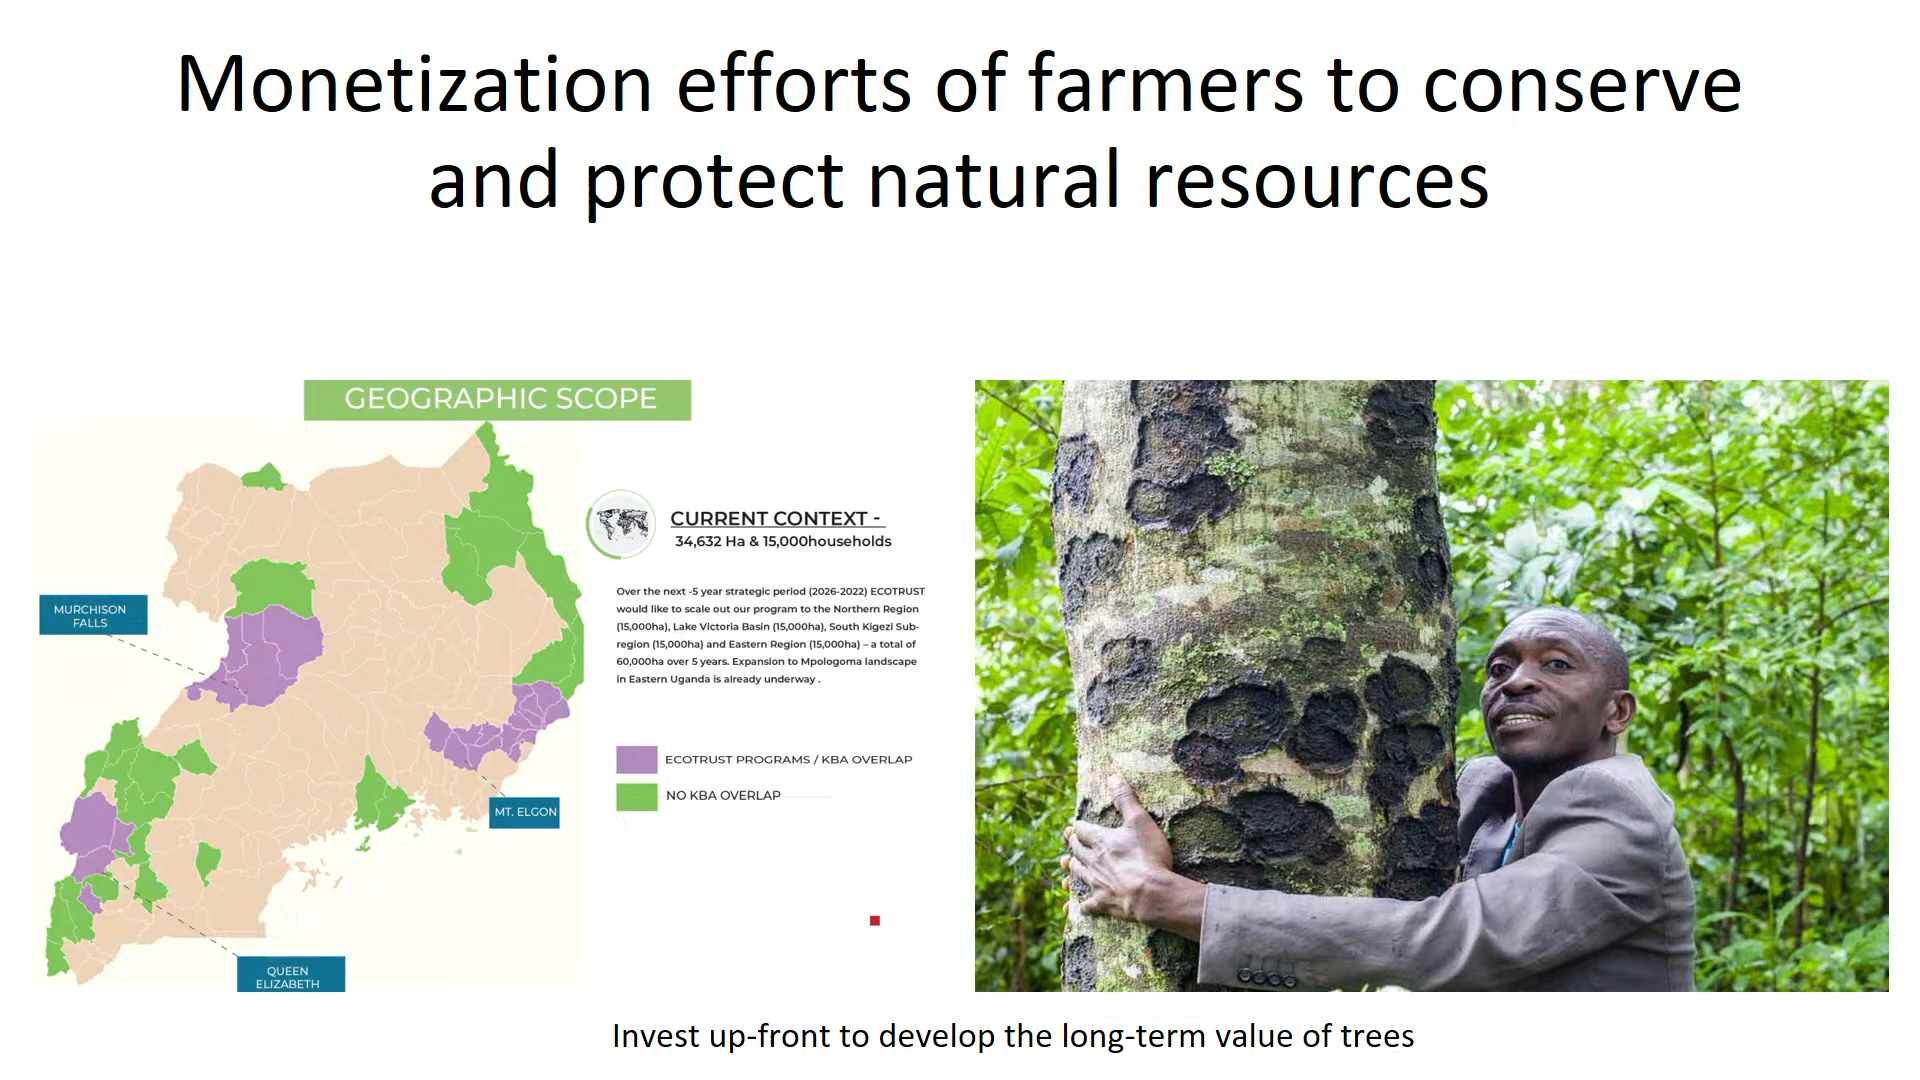 Monetization efforts of farmers to conserve
and protect natural resources
GEOGRAPHIC SCOPE
CURRENT CONTEXT -
34,632 Ha & 15,000households
Over the next -5 year strategic period (2026-2022) ECOTRUST
would like to scale out our program to the Northern Region
(15,000ha), Lake Victoria Basin (15,000ha), South Kigezi Sub-
region (15,000ha) and Eastern Region (15,000ha) – a total of
60,000ha over 5 years. Expansion to Mpologoma landscape
in Eastern Uganda is already underway .
MURCHISON
FALLS
ECOTRUST PROGRAMS / KBA OVERLAP
NO KBA OVERLAP
MT. ELGON
QUEEN
ELIZABETH
Invest up-front to develop the long-term value of trees